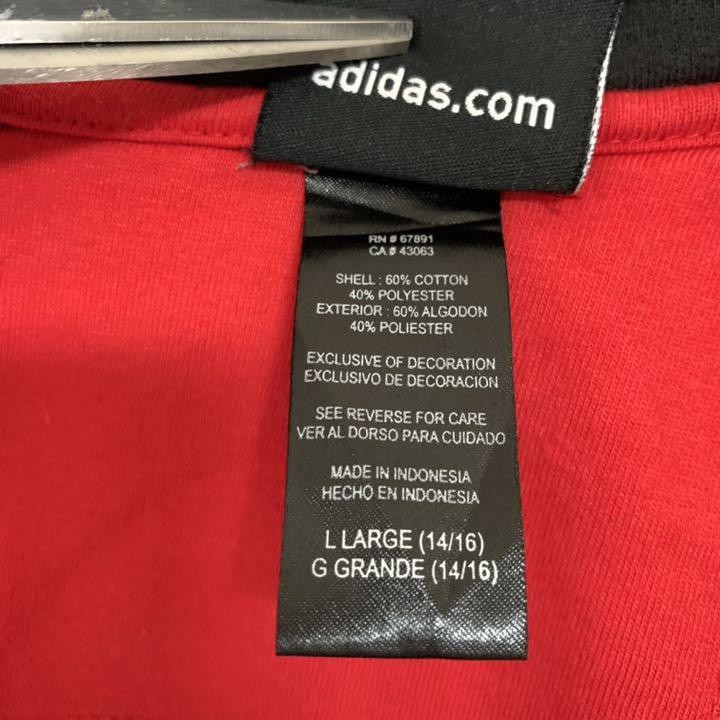 adidas.com
RN # 67891
CA # 43063
SHELL : 60% COTTON
40% POLYESTER
EXTERIOR : 60% ALGODON
40% POLIESTER
EXCLUSIVE OF DECORATION
EXCLUSIVO DE DECORACION
SEE REVERSE FOR CARE
VER AL DORSO PARA CUIDADO
MADE IN INDONESIA
HECHO EN INDONESIA
L LARGE (14/16)
G GRANDE (14/16)